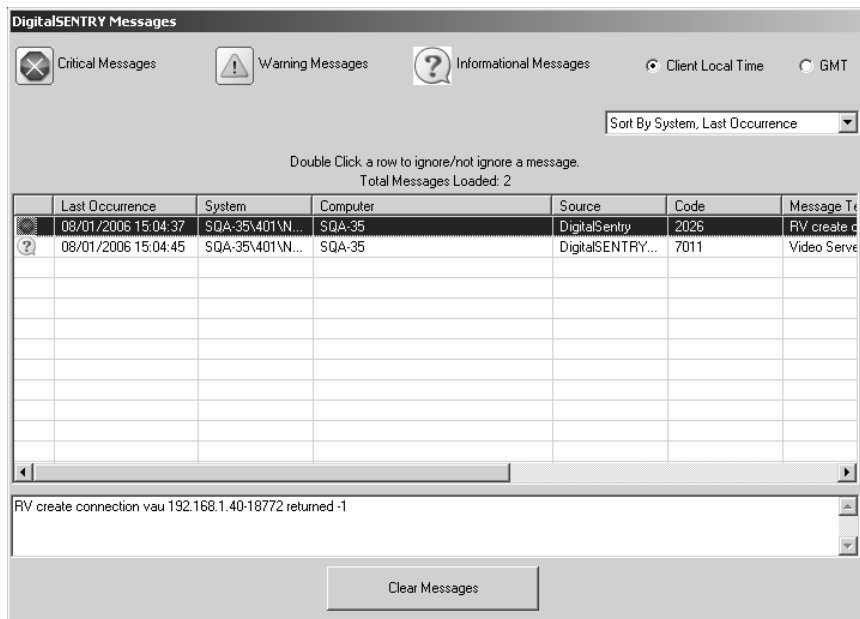 DigitalSENTRY Messages
Critical Messages Warning Messages Informational Messages Client Local Time GMT
Sort By System, Last Occurrence
Double Click a row to ignore/not ignore a message.
Total Messages Loaded: 2
Last Occurrence System Computer Source Code Message Te
08/01/2006 15:04:37 SQA-35\401\N... SQA-35 DigitalSentry 2026 RV create c
08/01/2006 15:04:45 SQA-35\401\N... SQA-35 DigitalSENTRY... 7011 Video Serve
RV create connection vau 192.168.1.40-18772 returned -1
Clear Messages